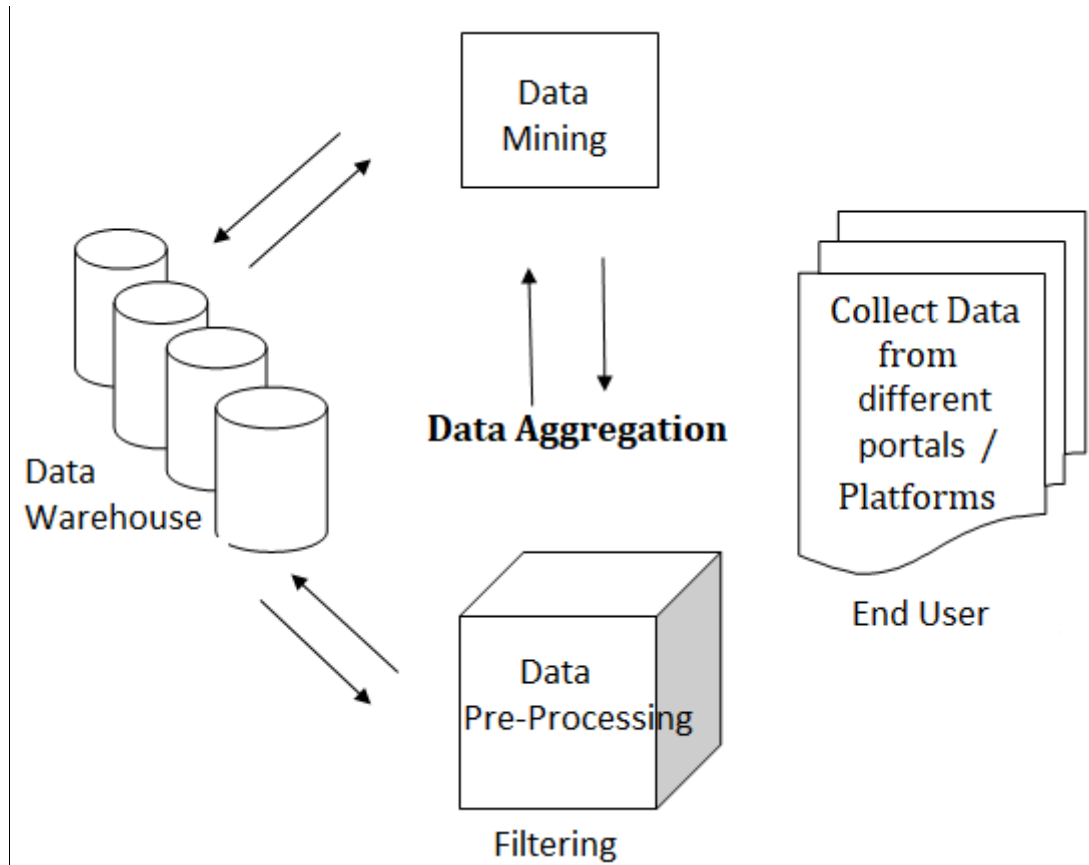 Data
Mining
Data
Warehouse
Data Aggregation
Collect Data
from
different
portals /
Platforms
End User
Data
Pre-Processing
Filtering